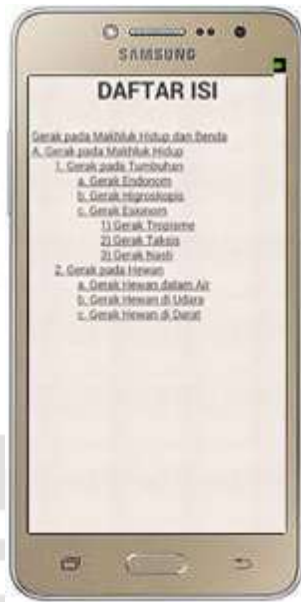 SAMSUNG
DAFTAR ISI
Gerak pada Makhluk Hidup dan Benda
A. Gerak pada Makhluk Hidup
1. Gerak pada Tumbuhan
a. Gerak Endonom
b. Gerak Higroskopis
c. Gerak Esionom
1) Gerak Tropisme
2) Gerak Taksis
3) Gerak Nasti
2. Gerak pada Hewan
a. Gerak Hewan dalam Air
b. Gerak Hewan di Udara
c. Gerak Hewan di Darat